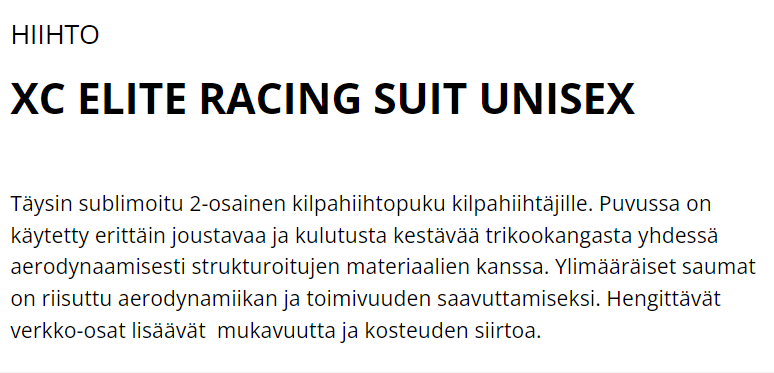 HIIHTO
XC ELITE RACING SUIT UNISEX
Täysin sublimoitu 2-osainen kilpahiihtopuku kilpahiihtäjille. Puvussa on
käytetty erittäin joustavaa ja kulutusta kestävää trikookangasta yhdessä
aerodynaamisesti strukturoitujen materiaalien kanssa. Ylimääräiset saumat
on riisuttu aerodynamiikan ja toimivuuden saavuttamiseksi. Hengittävät
verkko-osat lisäävät  mukavuutta ja kosteuden siirtoa.